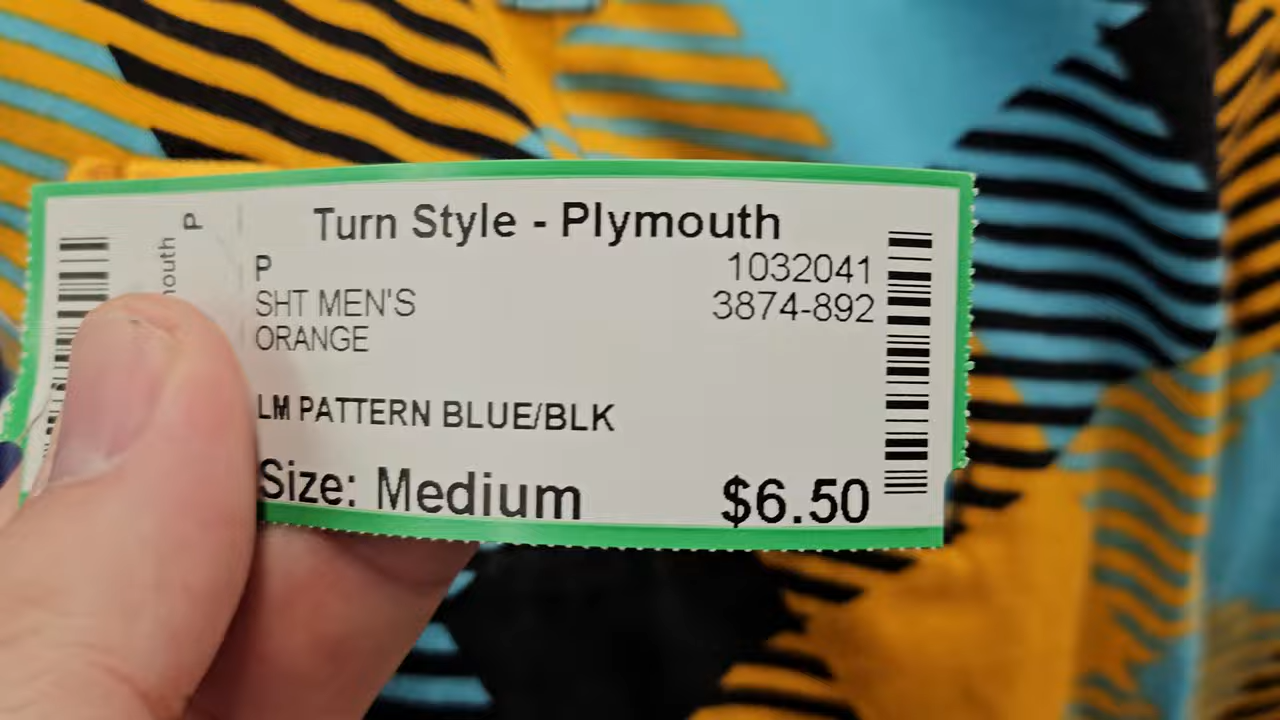 Turn Style - Plymouth
P 1032041
SHT MEN'S 3874-892
ORANGE
LM PATTERN BLUE/BLK
Size: Medium $6.50
P